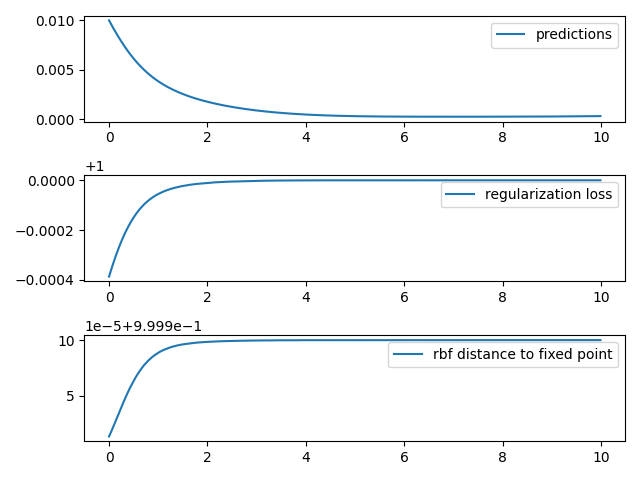 0.010
predictions
0.005
0.000
0 2 4 6 8 10
+1
0.0000
regularization loss
−0.0002
−0.0004
0 2 4 6 8 10
1e−5+9.999e−1
10
rbf distance to fixed point
5
0 2 4 6 8 10